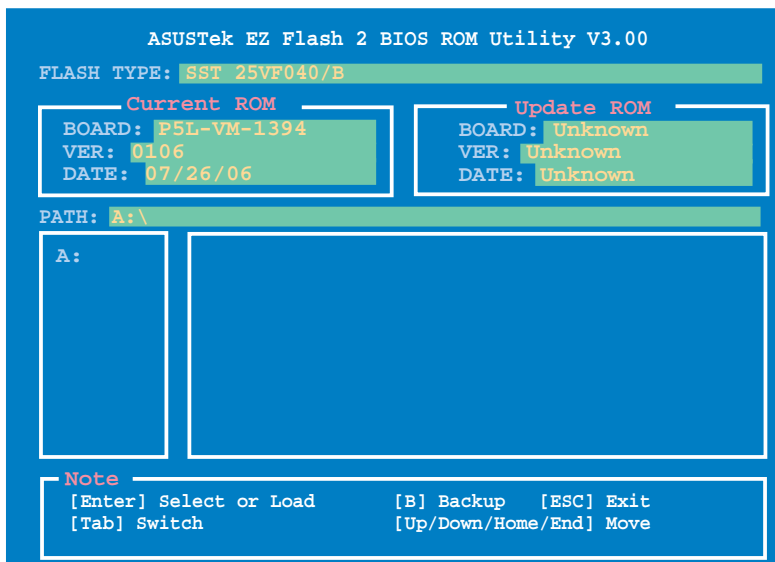 ASUSTek EZ Flash 2 BIOS ROM Utility V3.00
FLASH TYPE: SST 25VF040/B
Current ROM
BOARD: P5L-VM-1394
VER: 0106
DATE: 07/26/06
Update ROM
BOARD: Unknown
VER: Unknown
DATE: Unknown
PATH: A:\
A:
Note
[Enter] Select or Load [B] Backup [ESC] Exit
[Tab] Switch [Up/Down/Home/End] Move